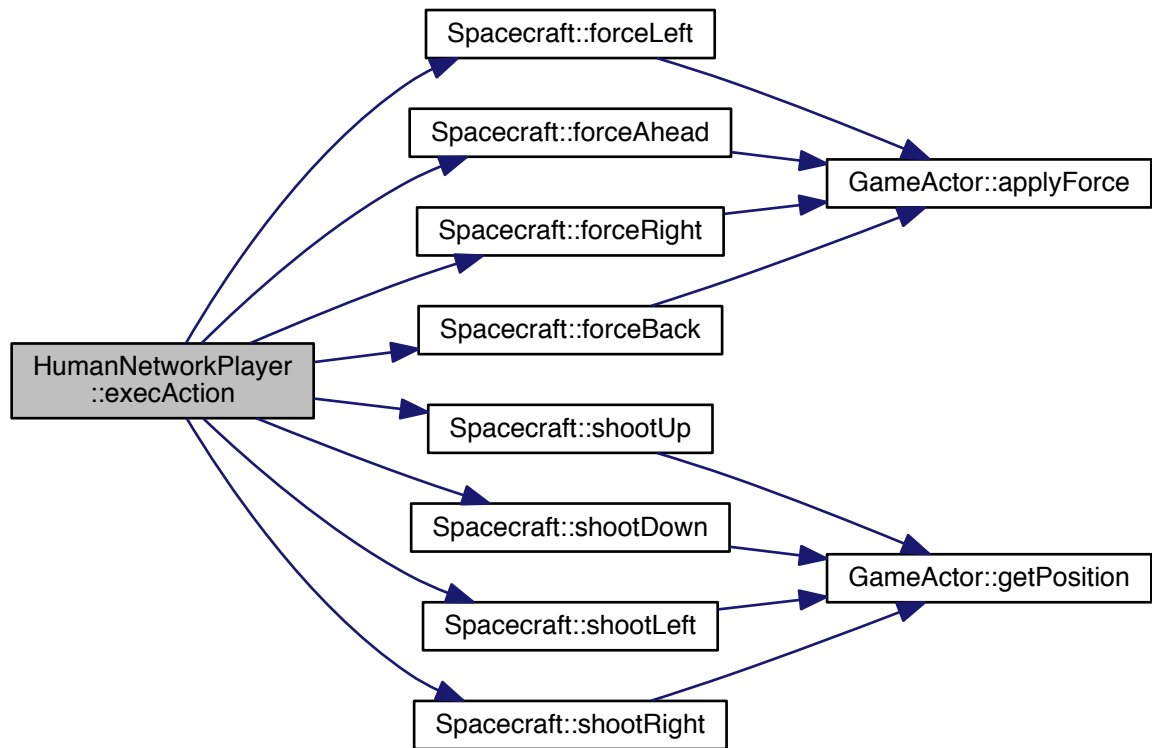 Spacecraft::forceLeft
Spacecraft::forceAhead
GameActor::applyForce
Spacecraft::forceRight
Spacecraft::forceBack
HumanNetworkPlayer
::execAction
Spacecraft::shootUp
Spacecraft::shootDown
GameActor::getPosition
Spacecraft::shootLeft
Spacecraft::shootRight